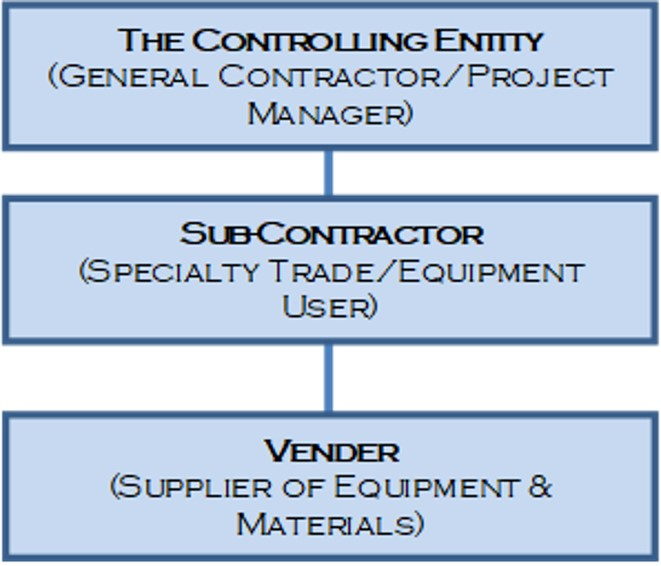 The Controlling Entity
(General Contractor/Project
Manager)
Sub-Contractor
(Specialty Trade/Equipment
User)
Vender
(Supplier of Equipment &
Materials)